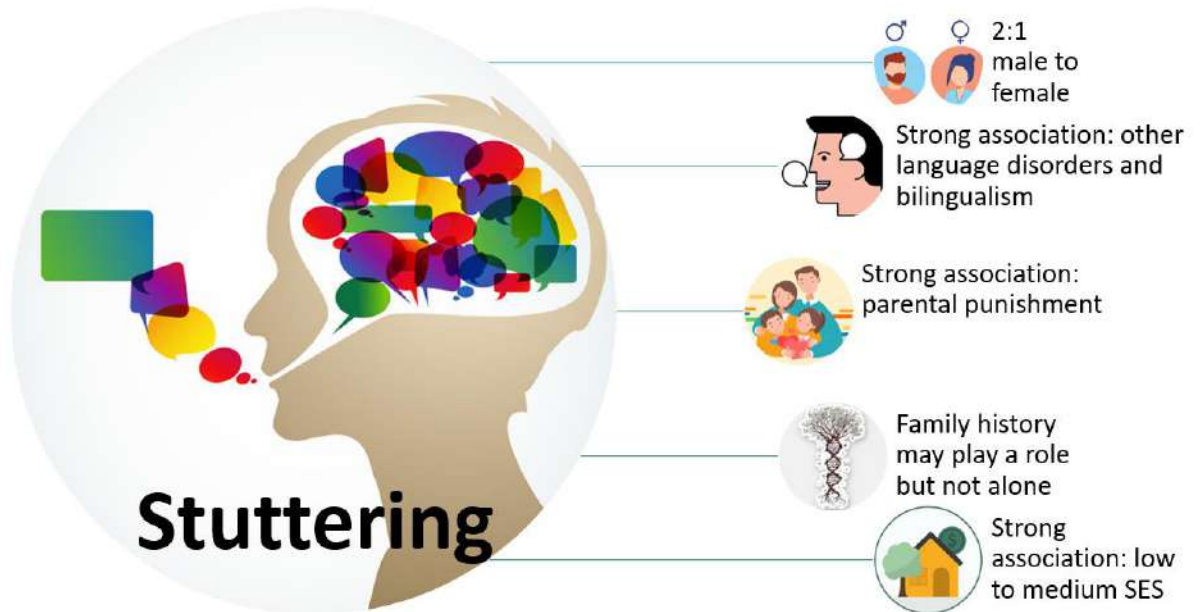 2:1
male to
female
Strong association: other
language disorders and
bilingualism
Strong association:
parental punishment
Family history
may play a role
but not alone
Stuttering
Strong
association: low
to medium SES
$